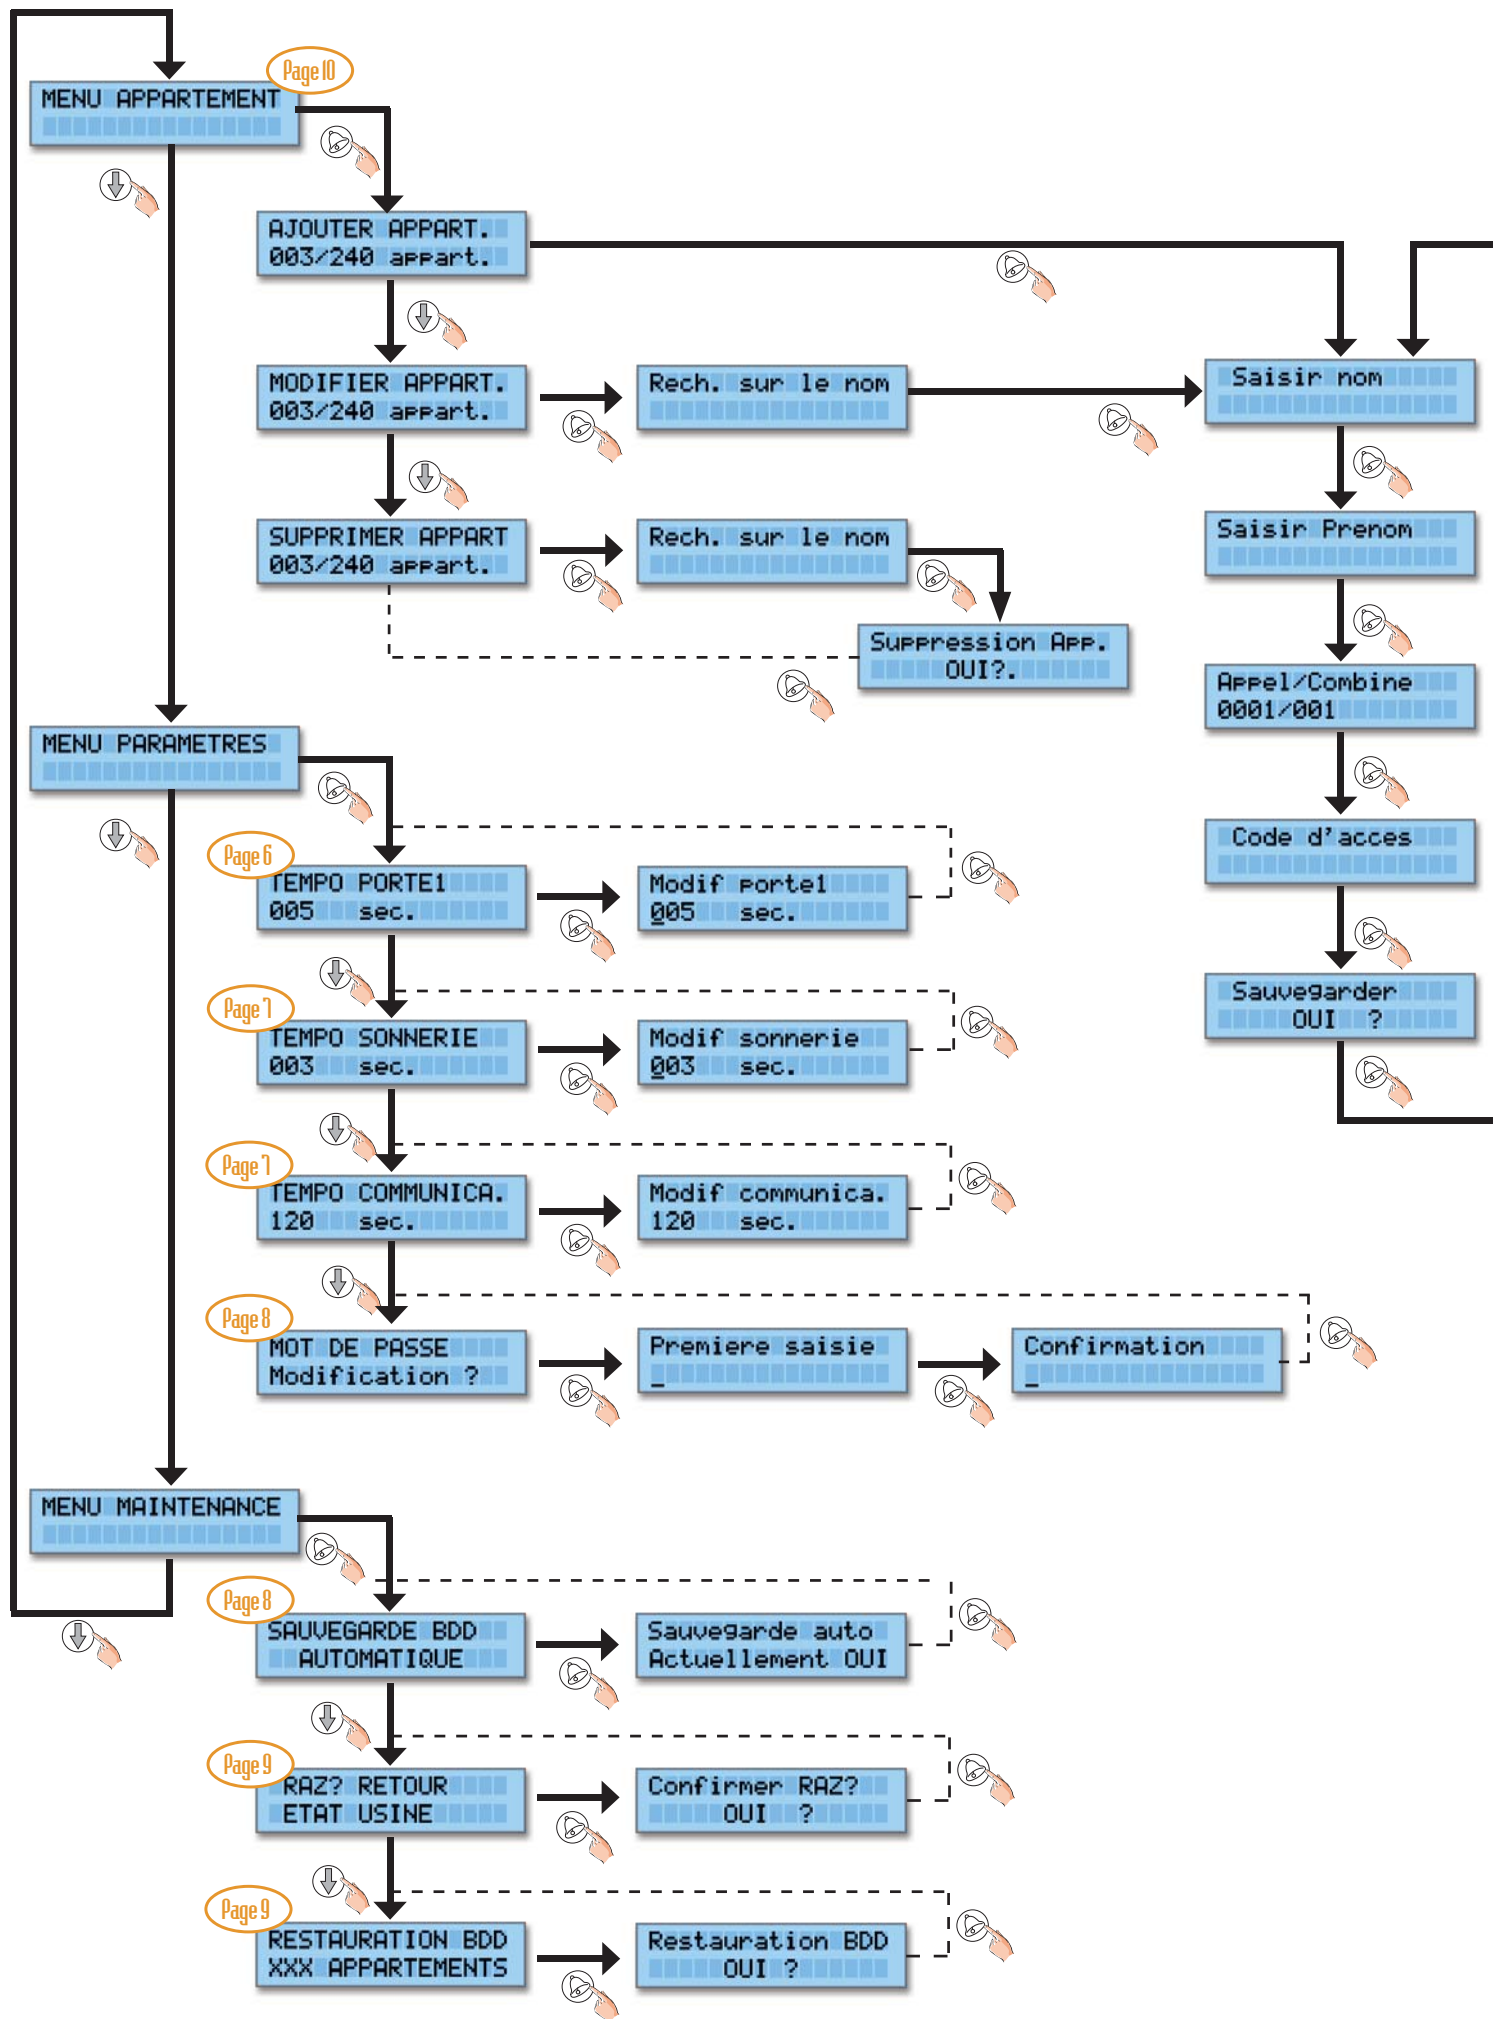 Page 10
MENU APPARTEMENT
AJOUTER APPART.
003/240 appart.
MODIFIER APPART.
003/240 appart.
Rech. sur le nom
Saisir nom
SUPPRIMER APPART
003/240 appart.
Rech. sur le nom
Saisir Prenom
Suppression App.
OUI?.
Appel/Combine
0001/001
MENU PARAMETRES
Code d'acces
Page 6
TEMPO PORTE1
005 sec.
Modif porte1
005 sec.
Sauvegarder
OUI ?
Page 7
TEMPO SONNERIE
003 sec.
Modif sonnerie
003 sec.
Page 7
TEMPO COMMUNICA.
120 sec.
Modif communica.
120 sec.
Page 8
MOT DE PASSE
Modification ?
Premiere saisie
_
Confirmation
_
MENU MAINTENANCE
Page 8
SAUVEGARDE BDD
AUTOMATIQUE
Sauvegarde auto
Actuellement OUI
Page 9
RAZ? RETOUR
ETAT USINE
Confirmer RAZ?
OUI ?
Page 9
RESTAURATION BDD
XXX APPARTEMENTS
Restauration BDD
OUI ?